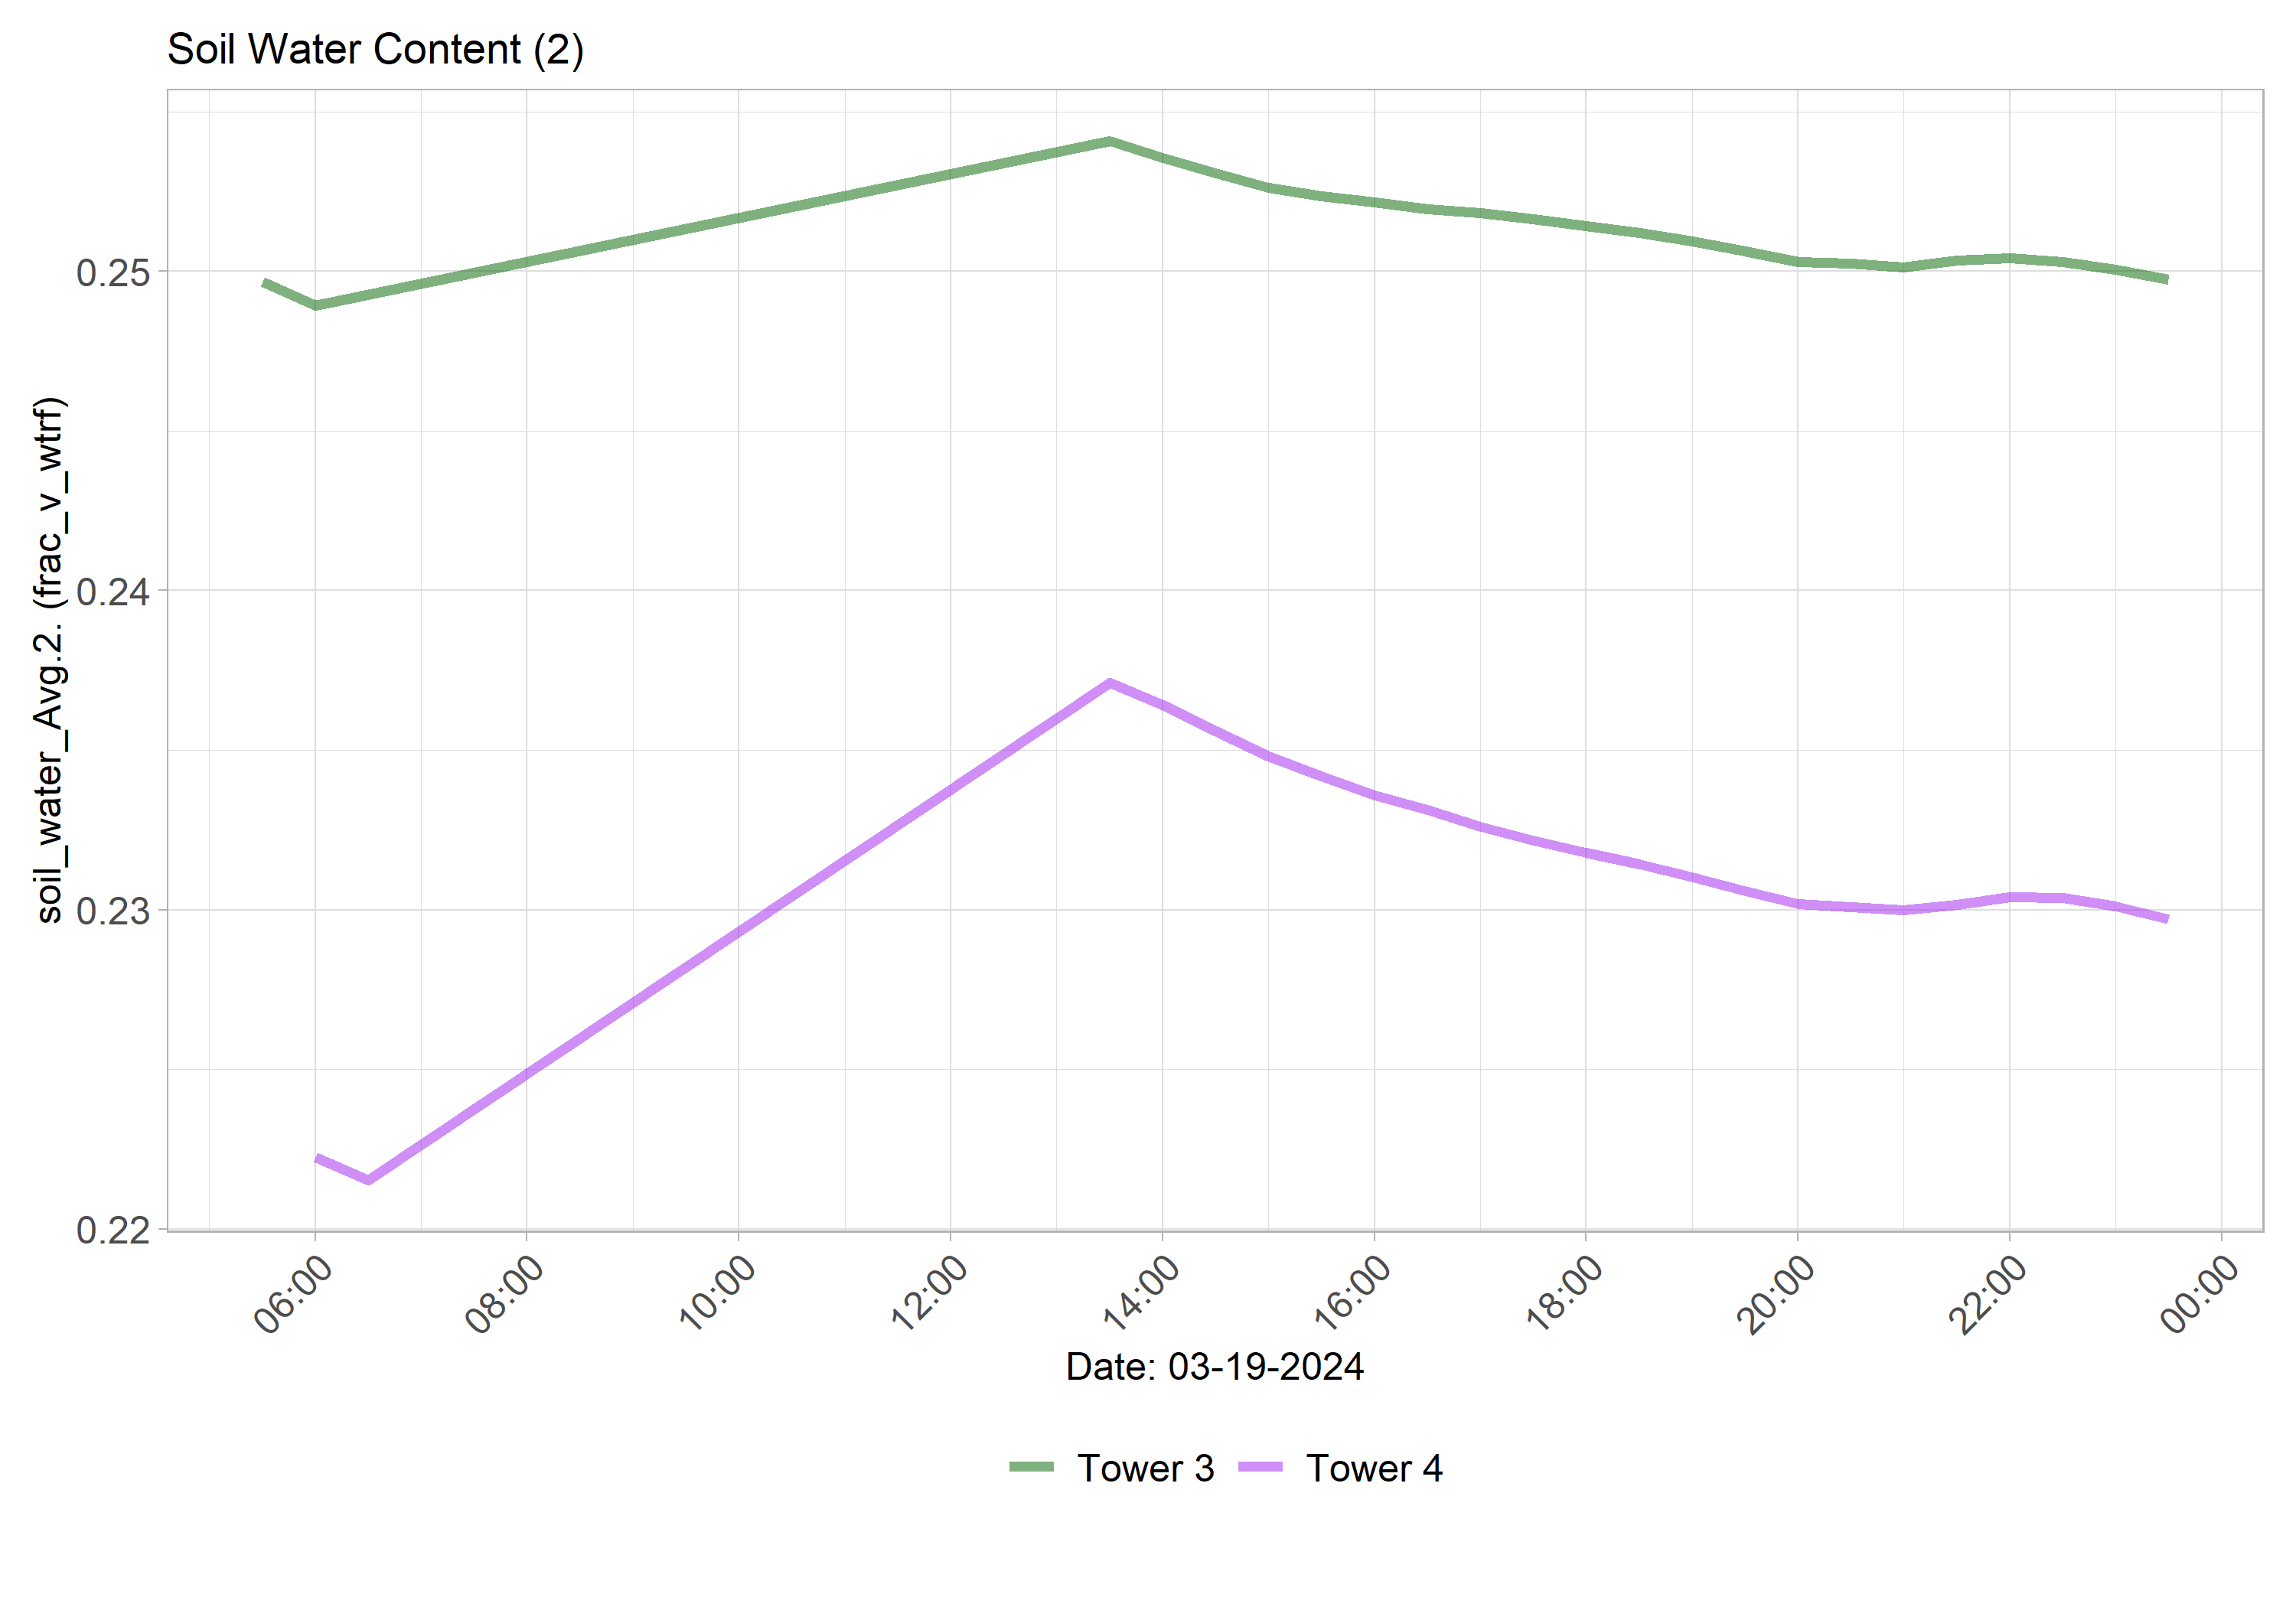 Soil Water Content (2)
soil_water_Avg.2. (frac_v_wtrf)
0.25
0.24
0.23
0.22
06:00
08:00
10:00
12:00
14:00
16:00
18:00
20:00
22:00
00:00
Date: 03-19-2024
Tower 3
Tower 4